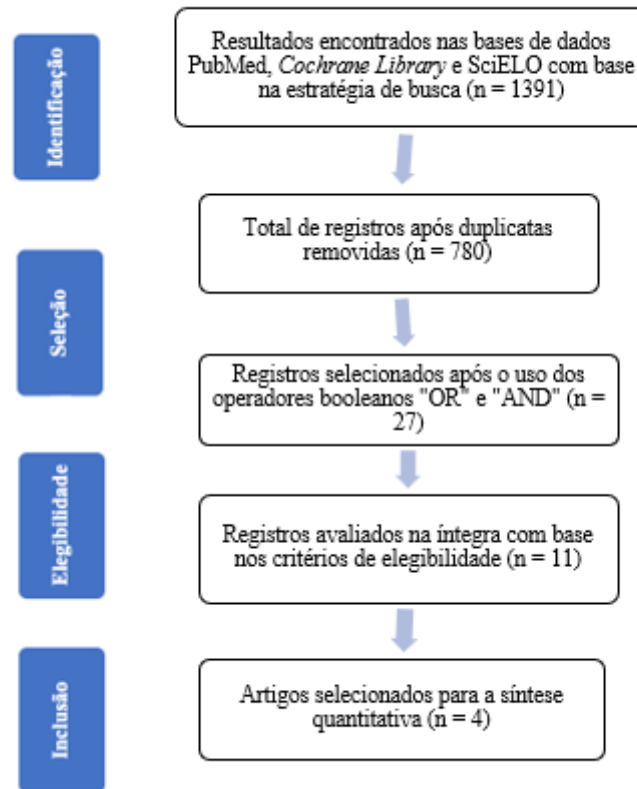 Identificação
Resultados encontrados nas bases de dados
PubMed, Cochrane Library e SciELO com base
na estratégia de busca (n = 1391)
Seleção
Total de registros após duplicatas
removidas (n = 780)
Registros selecionados após o uso dos
operadores booleanos "OR" e "AND" (n =
27)
Elegibilidade
Registros avaliados na íntegra com base
nos critérios de elegibilidade (n = 11)
Inclusão
Artigos selecionados para a síntese
quantitativa (n = 4)